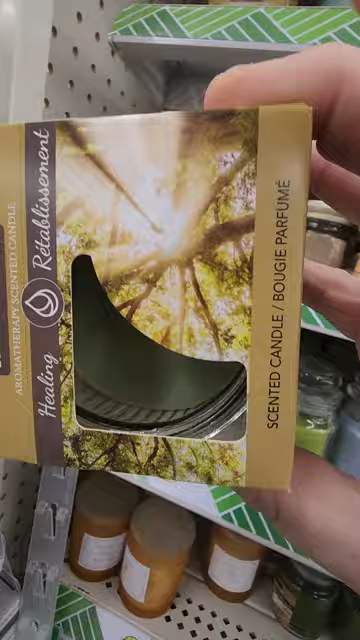 AROMATHERAPY SCENTED CANDLE
Healing Rétablissement
SCENTED CANDLE / BOUGIE PARFUMÉ